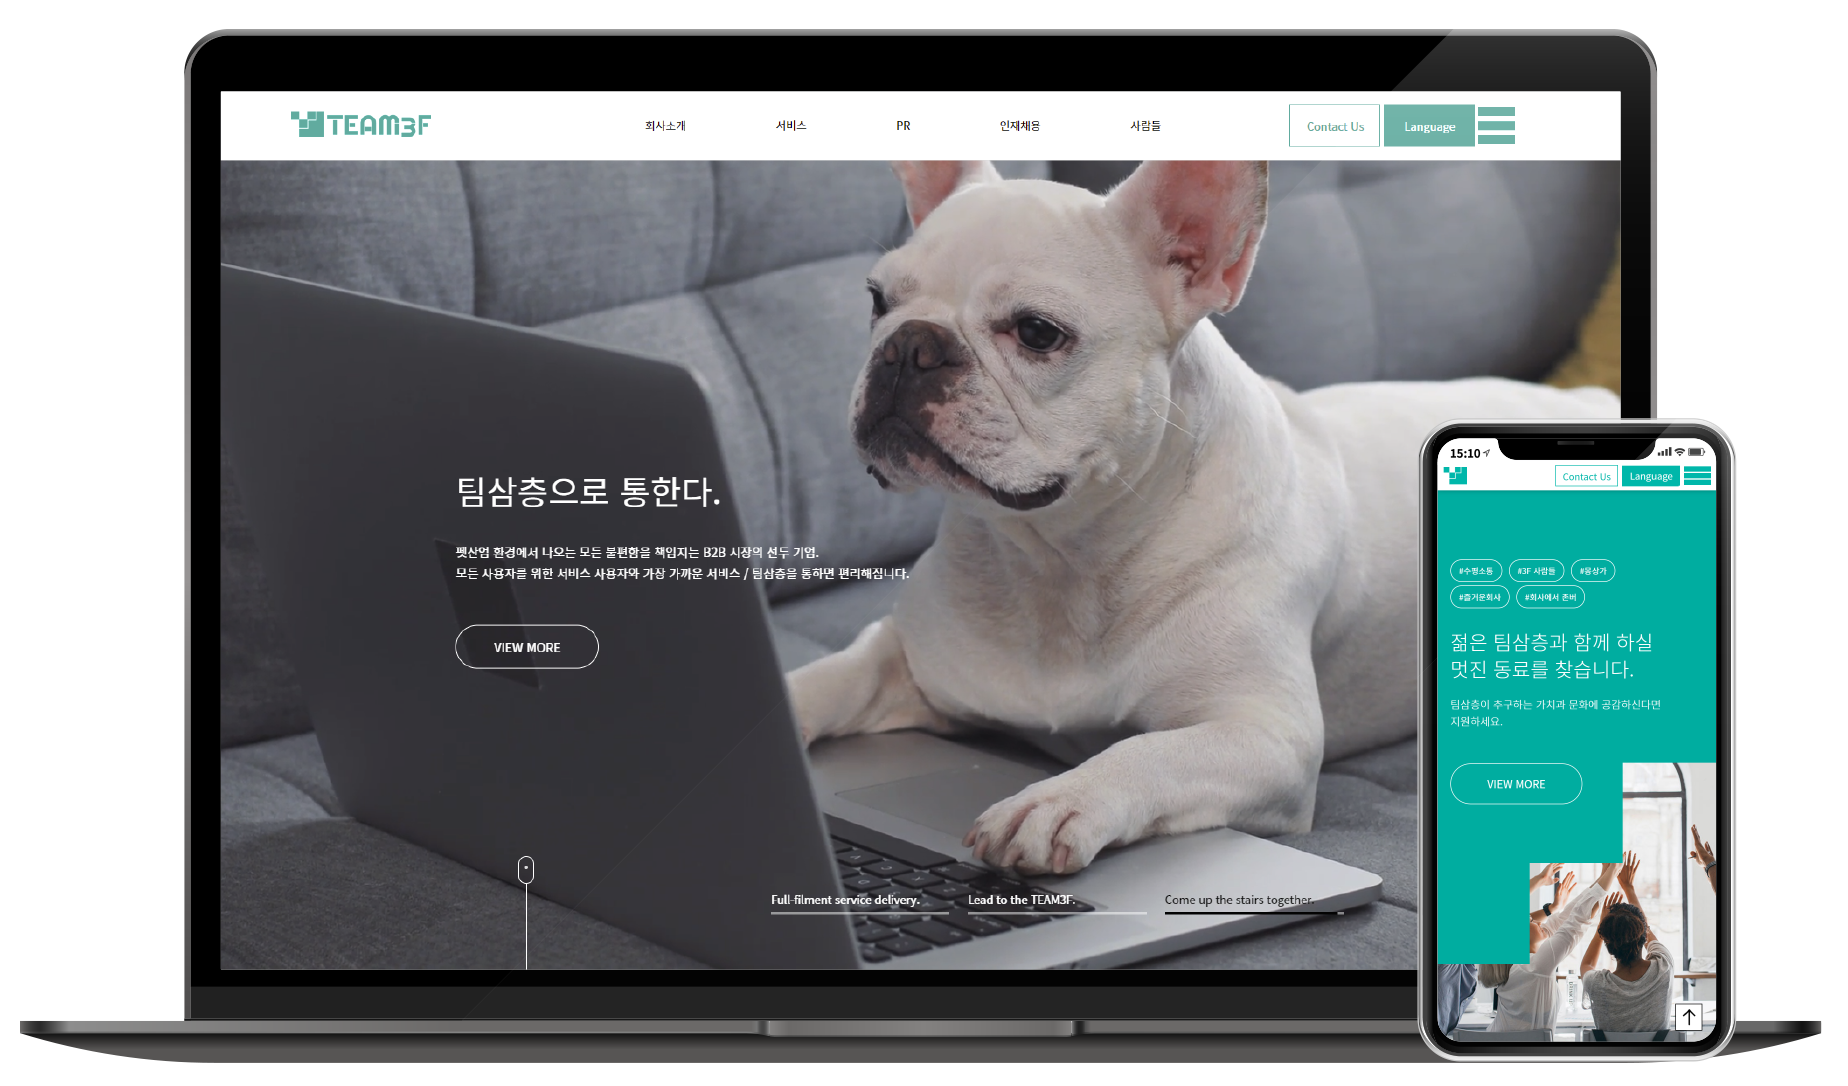 TEAM3F
회사소개
서비스
PR
인재채용
사람들
Contact Us
Language
팀삼층으로 통한다.
펫산업 환경에서 나오는 모든 불편함을 책임지는 B2B 시장의 선두 기업.
모든 사용자를 위한 서비스 사용자와 가장 가까운 서비스 / 팀삼층을 통하면 편리해집니다.
VIEW MORE
Full-filment service delivery.
Lead to the TEAM3F.
Come up the stairs together.
15:10
Contact Us
Language
#수평소통
#3F 사람들
#몽상가
#즐거운회사
#회사에서 존버
젊은 팀삼층과 함께 하실
멋진 동료를 찾습니다.
팀삼층이 추구하는 가치과 문화에 공감하신다면
지원하세요.
VIEW MORE